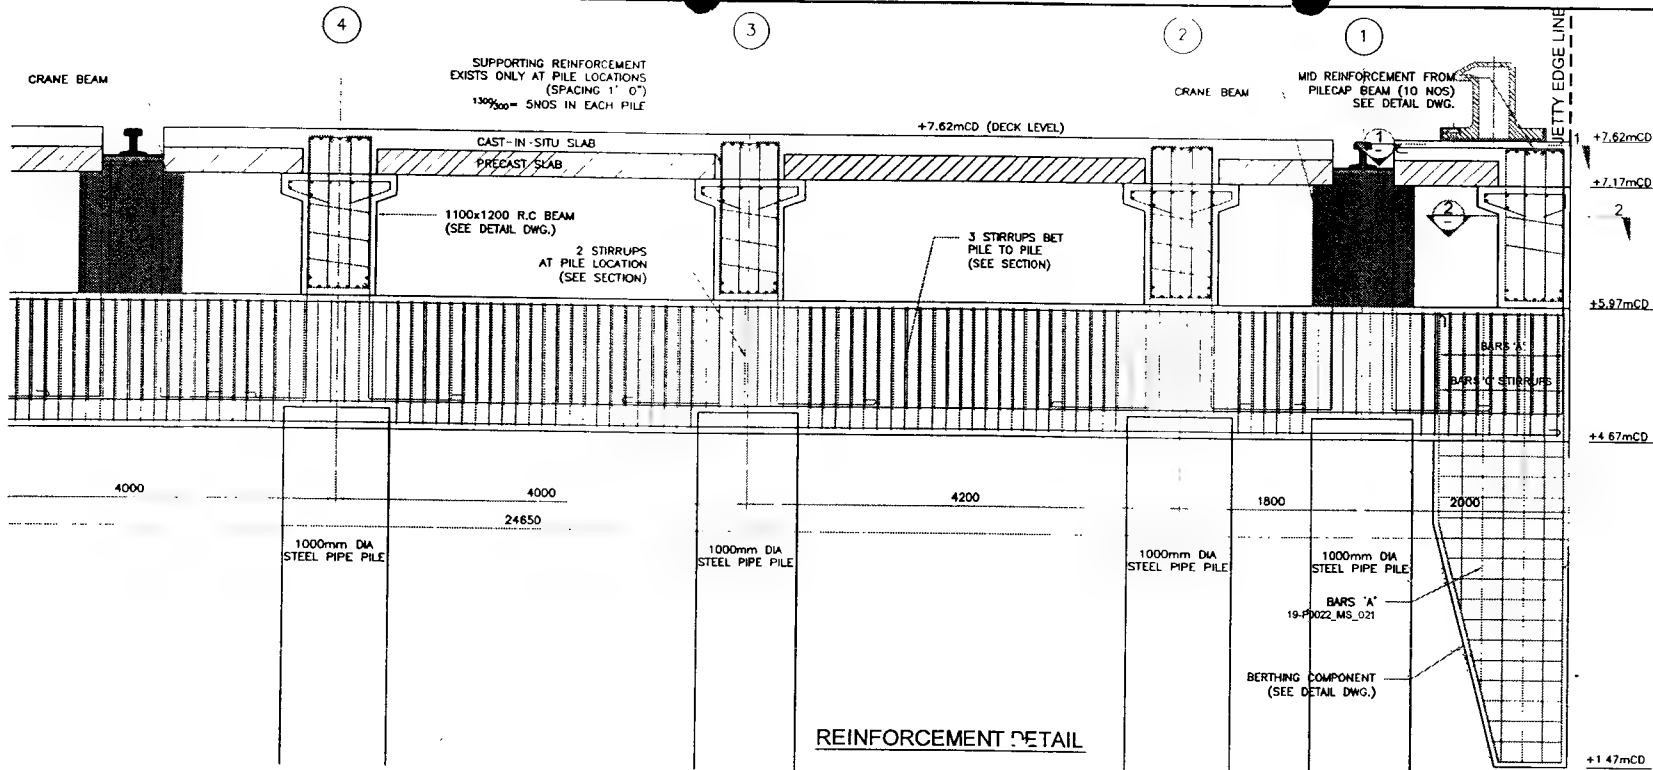 4
3
2
1
CRANE BEAM
SUPPORTING REINFORCEMENT
EXISTS ONLY AT PILE LOCATIONS
(SPACING 1' 0")
1300/300= 5NOS IN EACH PILE
CRANE BEAM
MID REINFORCEMENT FROM
PILECAP BEAM (10 NOS)
SEE DETAIL DWG.
JETTY EDGE LINE
+7.62mCD (DECK LEVEL)
CAST-IN-SITU SLAB
PRECAST SLAB
1
1
+7.62mCD
+7.17mCD
2
2
1100x1200 R.C BEAM
(SEE DETAIL DWG.)
2 STIRRUPS
AT PILE LOCATION
(SEE SECTION)
3 STIRRUPS BET
PILE TO PILE
(SEE SECTION)
+5.97mCD
BARS 'A'
BARS 'C' STIRRUPS
+4.67mCD
4000
4000
4200
1800
2000
24650
1000mm DIA
STEEL PIPE PILE
1000mm DIA
STEEL PIPE PILE
1000mm DIA
STEEL PIPE PILE
1000mm DIA
STEEL PIPE PILE
BARS 'A'
19-P0022_MS_021
BERTHING COMPONENT
(SEE DETAIL DWG.)
REINFORCEMENT DETAIL
+1.47mCD